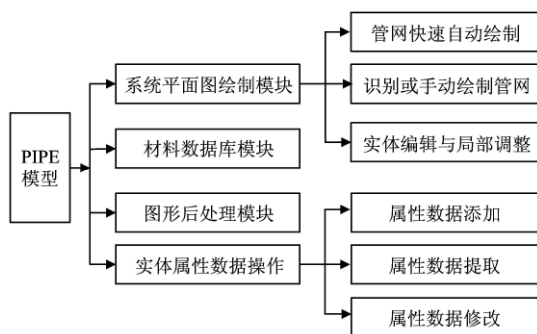 PIPE
模型
系统平面图绘制模块
材料数据库模块
图形后处理模块
实体属性数据操作
管网快速自动绘制
识别或手动绘制管网
实体编辑与局部调整
属性数据添加
属性数据提取
属性数据修改